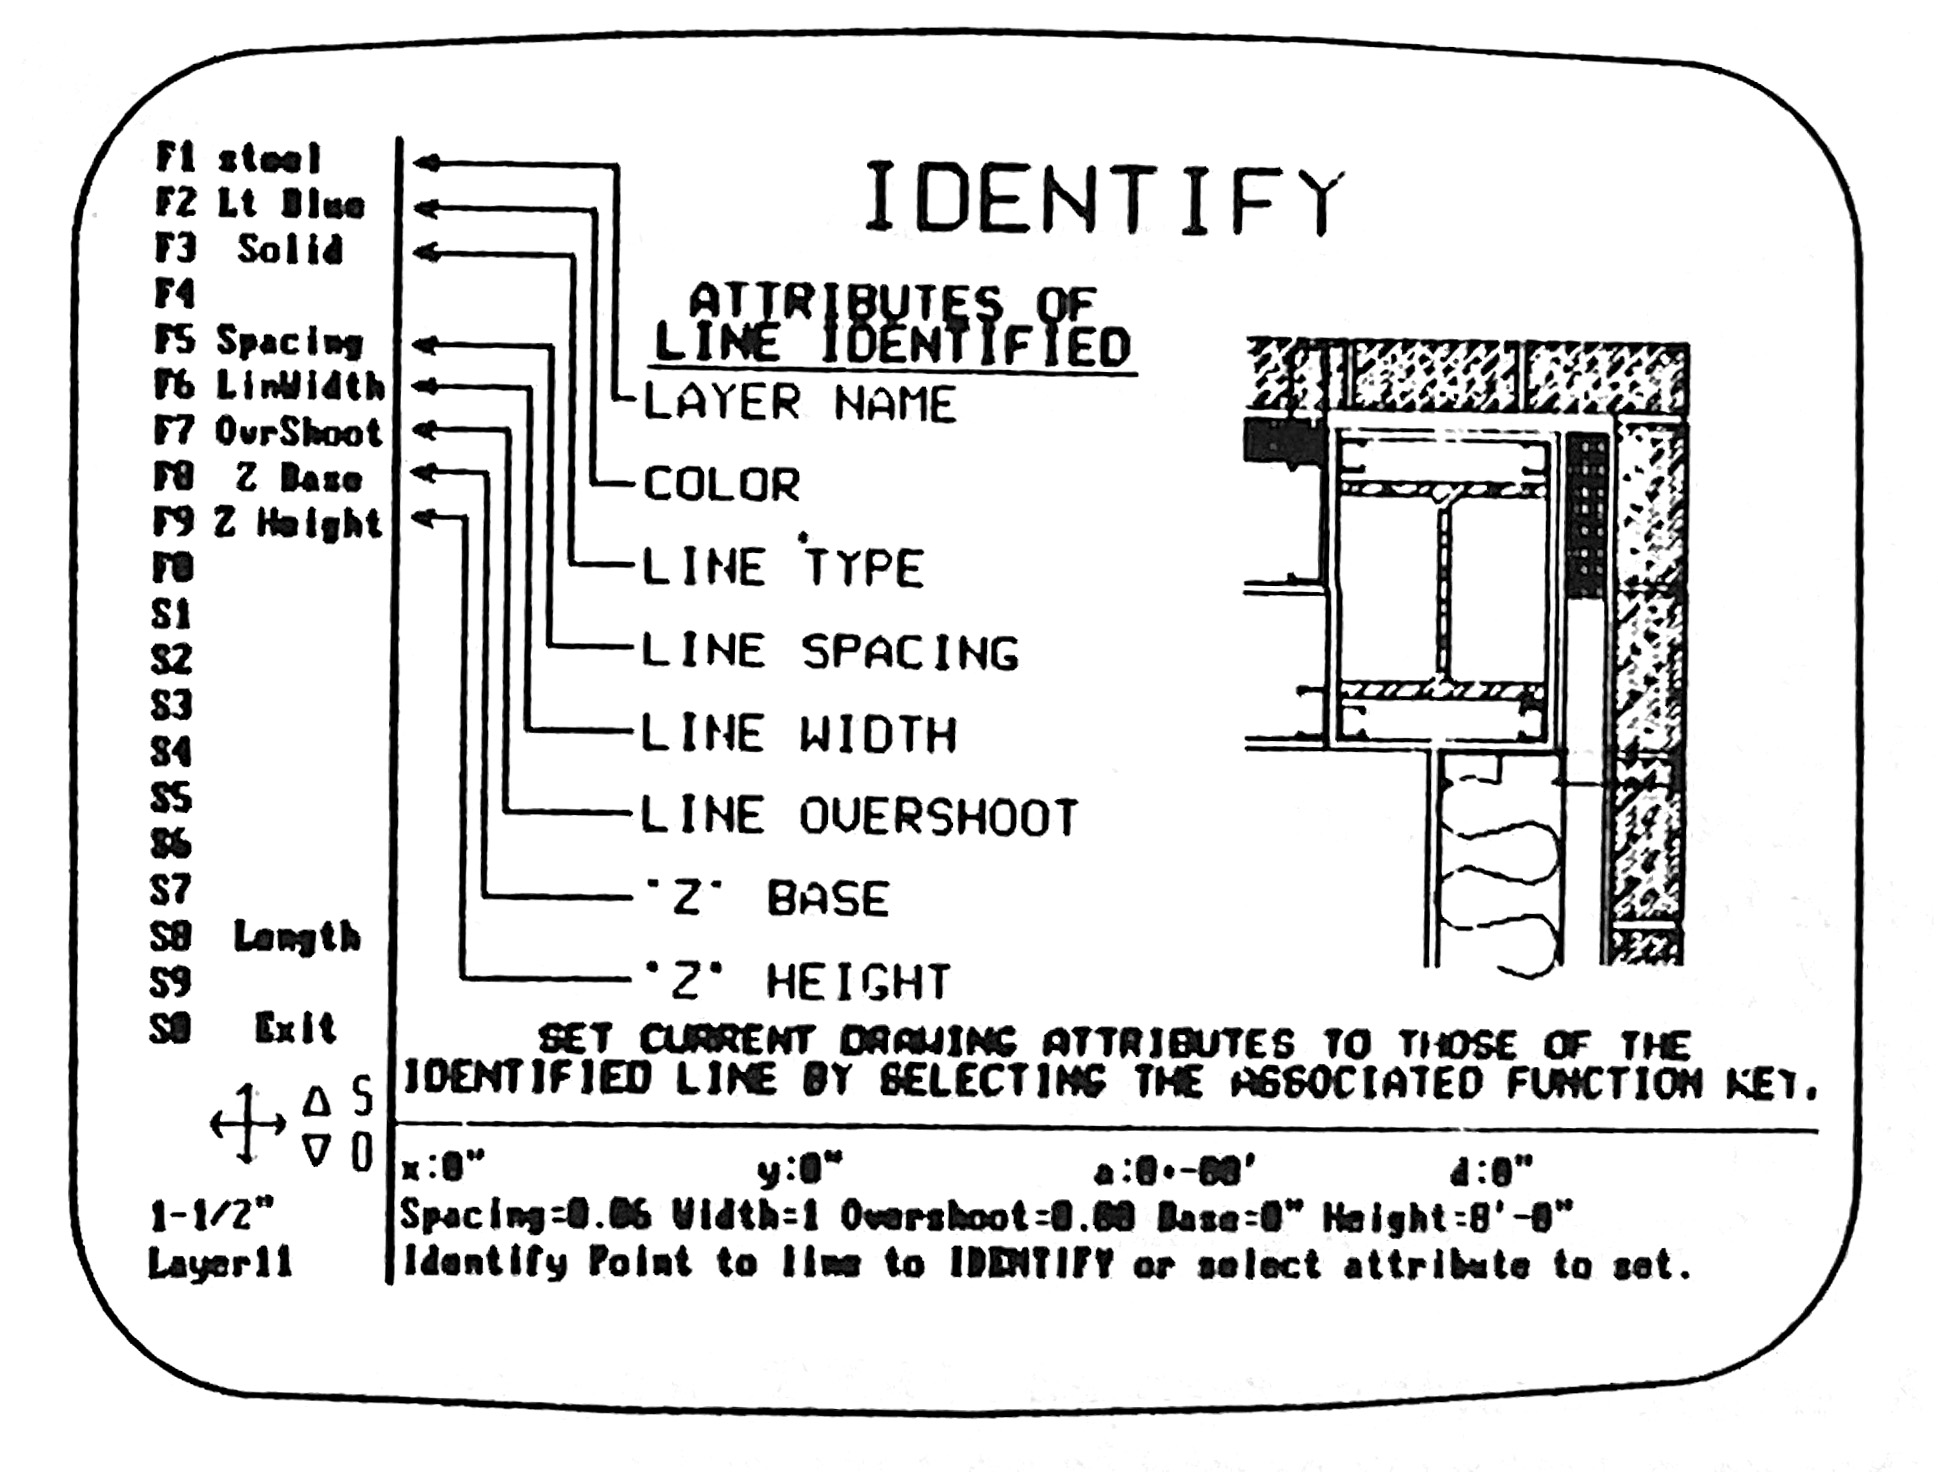 IDENTIFY
F1 steel
F2 Lt Blue
F3 Solid
F4
F5 Spacing
F6 LinWidth
F7 OvrShoot
F8 Z Base
F9 Z Height
F0
S1
S2
S3
S4
S5
S6
S7
S8 Length
S9
S0 Exit
ATTRIBUTES OF
LINE IDENTIFIED
LAYER NAME
COLOR
LINE TYPE
LINE SPACING
LINE WIDTH
LINE OVERSHOOT
"Z" BASE
"Z" HEIGHT
SET CURRENT DRAWING ATTRIBUTES TO THOSE OF THE
IDENTIFIED LINE BY SELECTING THE ASSOCIATED FUNCTION KEY.
S
O
x:0" y:0" a:0.-00' d:0"
1-1/2" Spacing=0.06 Width=1 Overshoot=0.00 Base=0" Height=8'-0"
Layer11 Identify Point to line to IDENTIFY or select attribute to set.